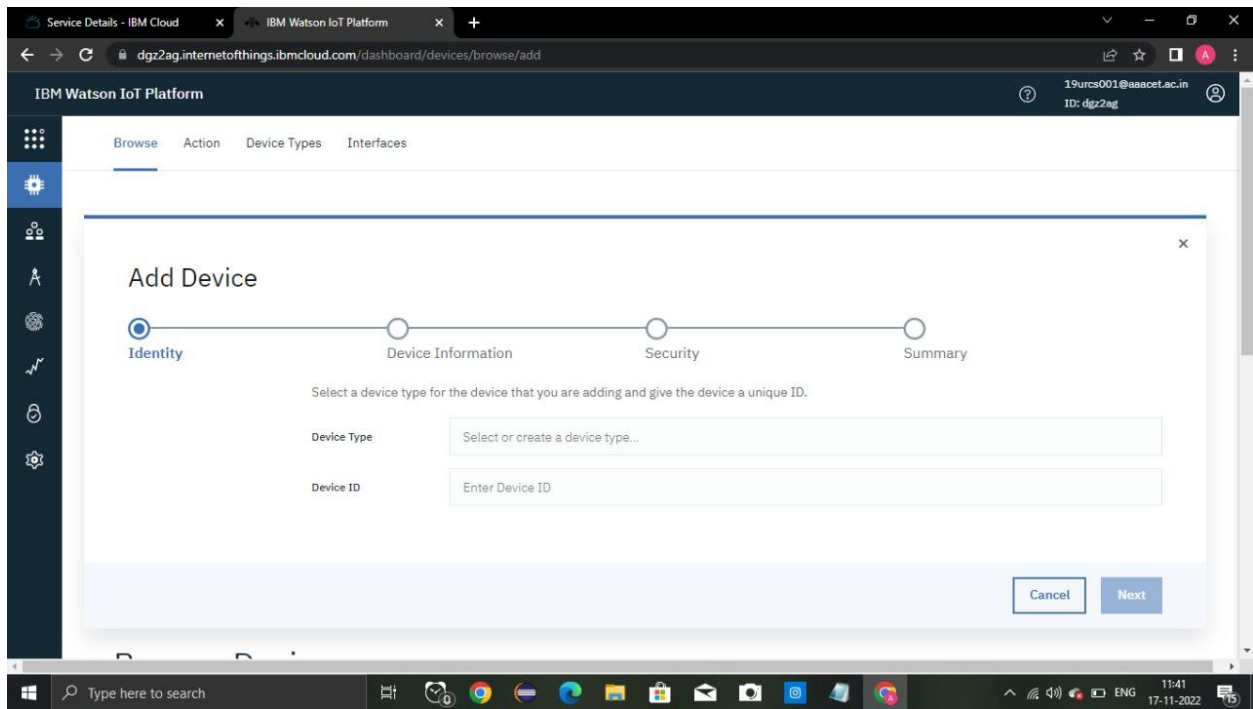 Service Details - IBM Cloud
IBM Watson IoT Platform
dgz2ag.internetofthings.ibmcloud.com/dashboard/devices/browse/add
A
IBM Watson IoT Platform
19urcs001@aaacet.ac.in
ID: dgz2ag
Browse Action Device Types Interfaces
Add Device
Identity Device Information Security Summary
Select a device type for the device that you are adding and give the device a unique ID.
Device Type Select or create a device type...
Device ID Enter Device ID
Cancel Next
Type here to search
ENG
11:41
17-11-2022
15